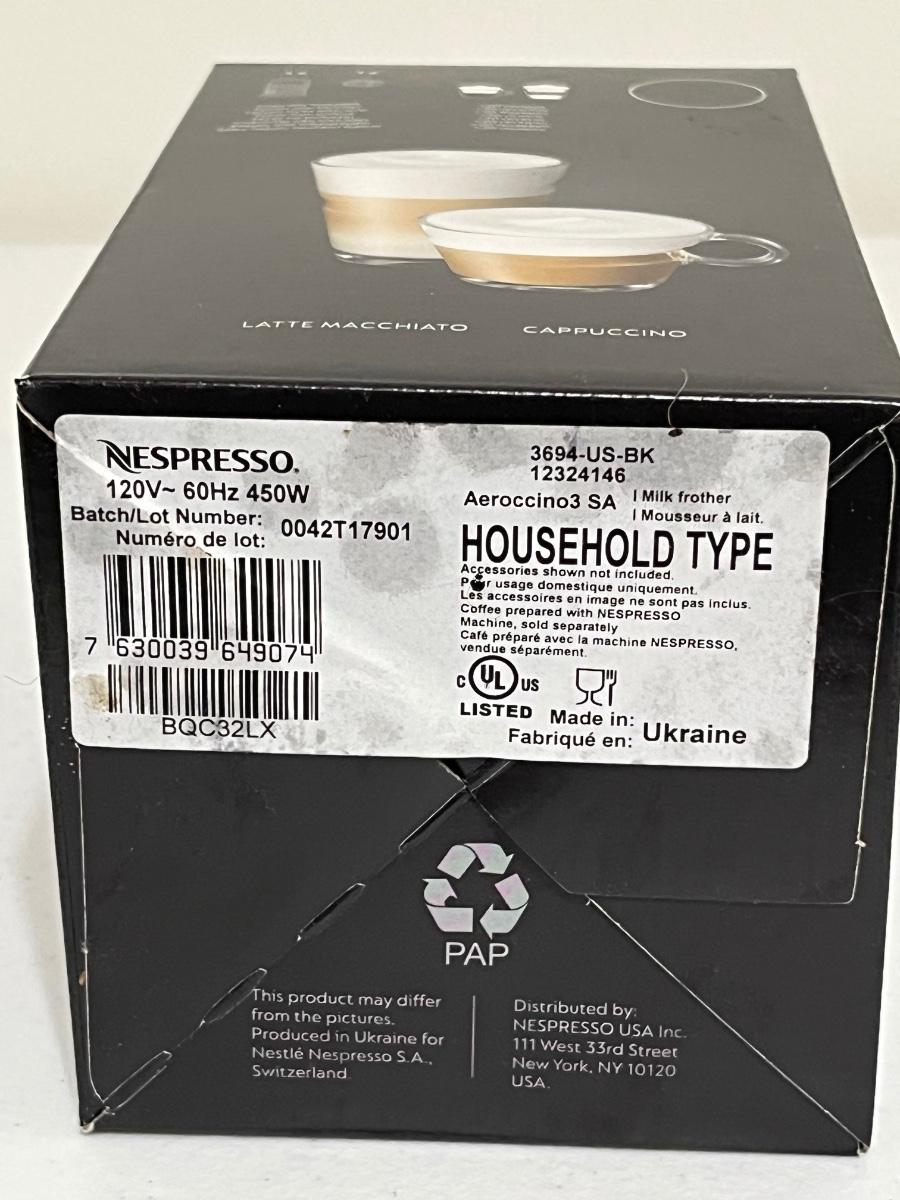 LATTE MACCHIATO
CAPPUCCINO
NESPRESSO.
120V~ 60Hz 450W
Batch/Lot Number:
Numéro de lot:
0042T17901
7 630039 649074
BQC32LX
3694-US-BK
12324146
Aeroccino3 SA
| Milk frother
| Mousseur à lait.
HOUSEHOLD TYPE
Accessories shown not included.
Pour usage domestique uniquement.
Les accessoires en image ne sont pas inclus.
Coffee prepared with NESPRESSO
Machine, sold separately
Café préparé avec la machine NESPRESSO,
vendue séparément.
C UL US
LISTED
Made in:
Fabriqué en:
Ukraine
PAP
This product may differ
from the pictures.
Produced in Ukraine for
Nestlé Nespresso S.A.,
Switzerland
Distributed by:
NESPRESSO USA Inc.
111 West 33rd Street
New York, NY 10120
USA.